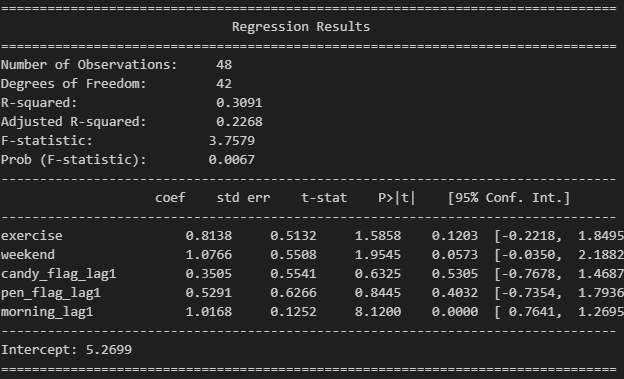 ================================================================================
Regression Results
================================================================================
Number of Observations: 48
Degrees of Freedom: 42
R-squared: 0.3091
Adjusted R-squared: 0.2268
F-statistic: 3.7579
Prob (F-statistic): 0.0067
--------------------------------------------------------------------------------
coef std err t-stat P>|t| [95% Conf. Int.]
--------------------------------------------------------------------------------
exercise 0.8138 0.5132 1.5858 0.1203 [-0.2218, 1.8495
weekend 1.0766 0.5508 1.9545 0.0573 [-0.0350, 2.1882
candy_flag_lag1 0.3505 0.5541 0.6325 0.5305 [-0.7678, 1.4687
pen_flag_lag1 0.5291 0.6266 0.8445 0.4032 [-0.7354, 1.7936
morning_lag1 1.0168 0.1252 8.1200 0.0000 [ 0.7641, 1.2695
--------------------------------------------------------------------------------
Intercept: 5.2699
================================================================================